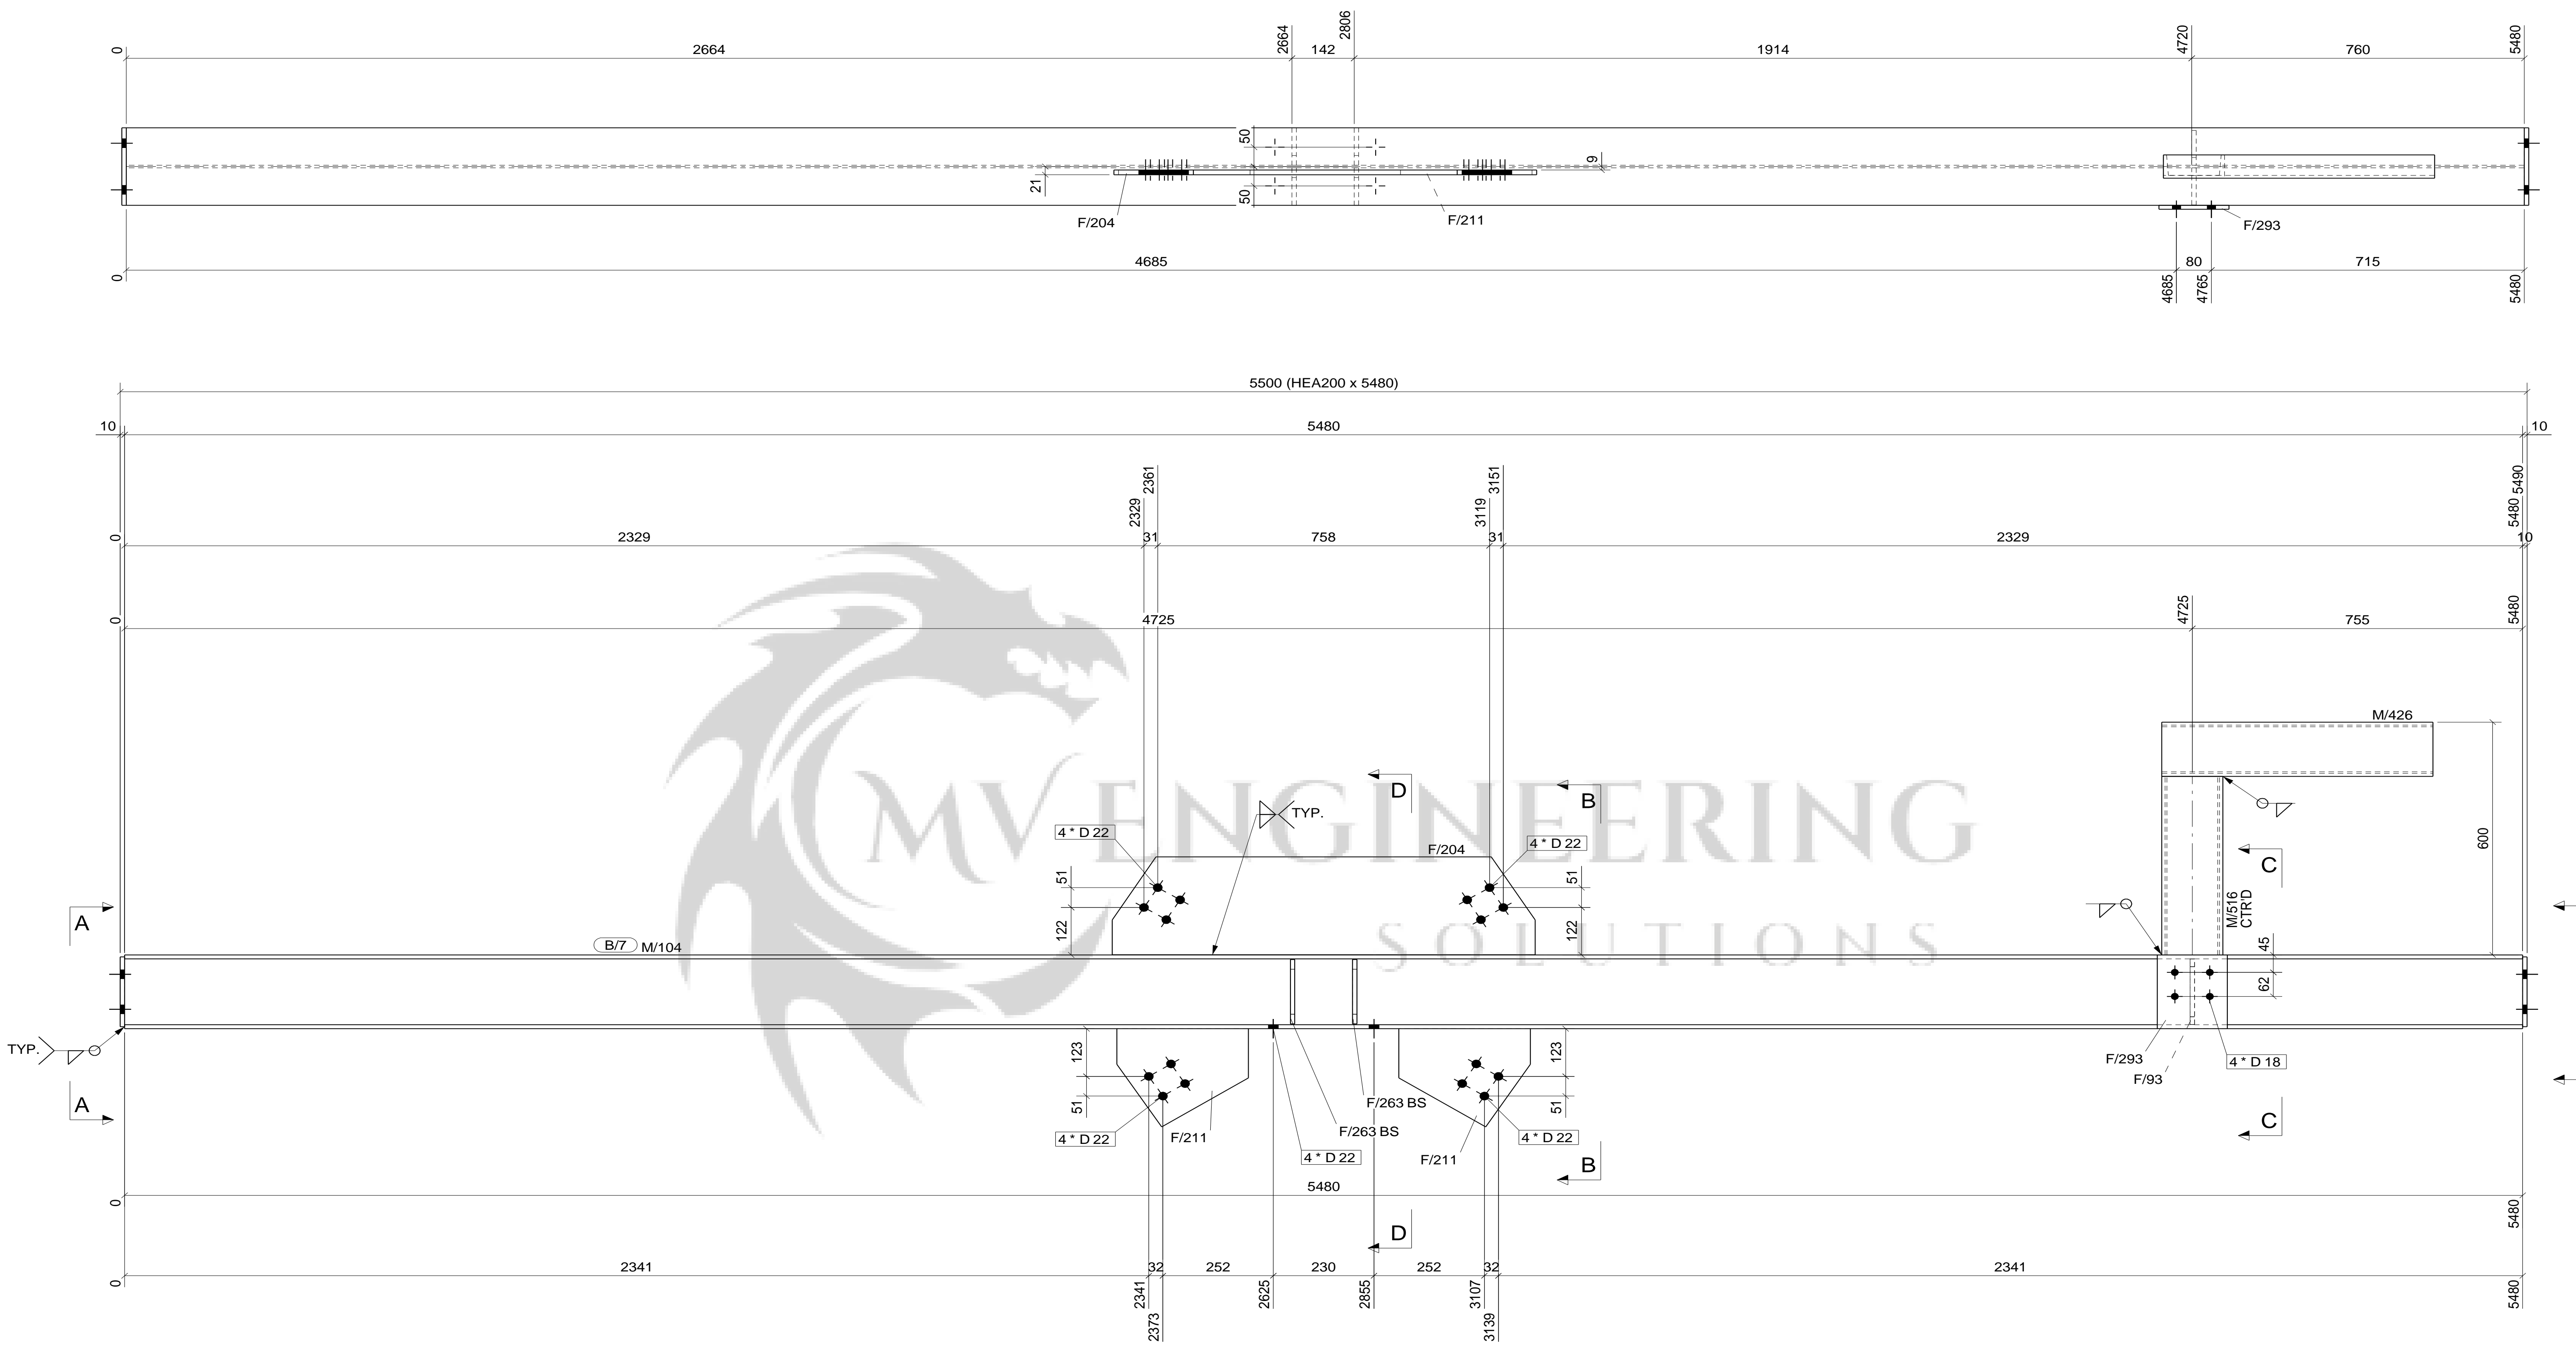 0
2664
2664
142
2806
1914
4720
760
5480
50
50
21
9
F/204
F/211
F/293
0
4685
4685
80
4765
715
5480
5500 (HEA200 x 5480)
10
5480
10
0
2329
2329
31
2361
758
3119
31
3151
2329
5480
5490
10
0
4725
4725
755
5480
M/426
600
MV ENGINEERING
SOLUTIONS
D
B
TYP.
4 * D 22
F/204
4 * D 22
51
122
51
122
C
M/516
CTR'D
45
62
A
B/7 M/104
TYP.
123
51
123
51
F/293
F/93
4 * D 18
A
4 * D 22
F/211
F/263 BS
F/263 BS
4 * D 22
4 * D 22
F/211
C
B
0
5480
5480
D
0
2341
2341
32
2373
252
2625
230
2855
252
3107
32
3139
2341
5480